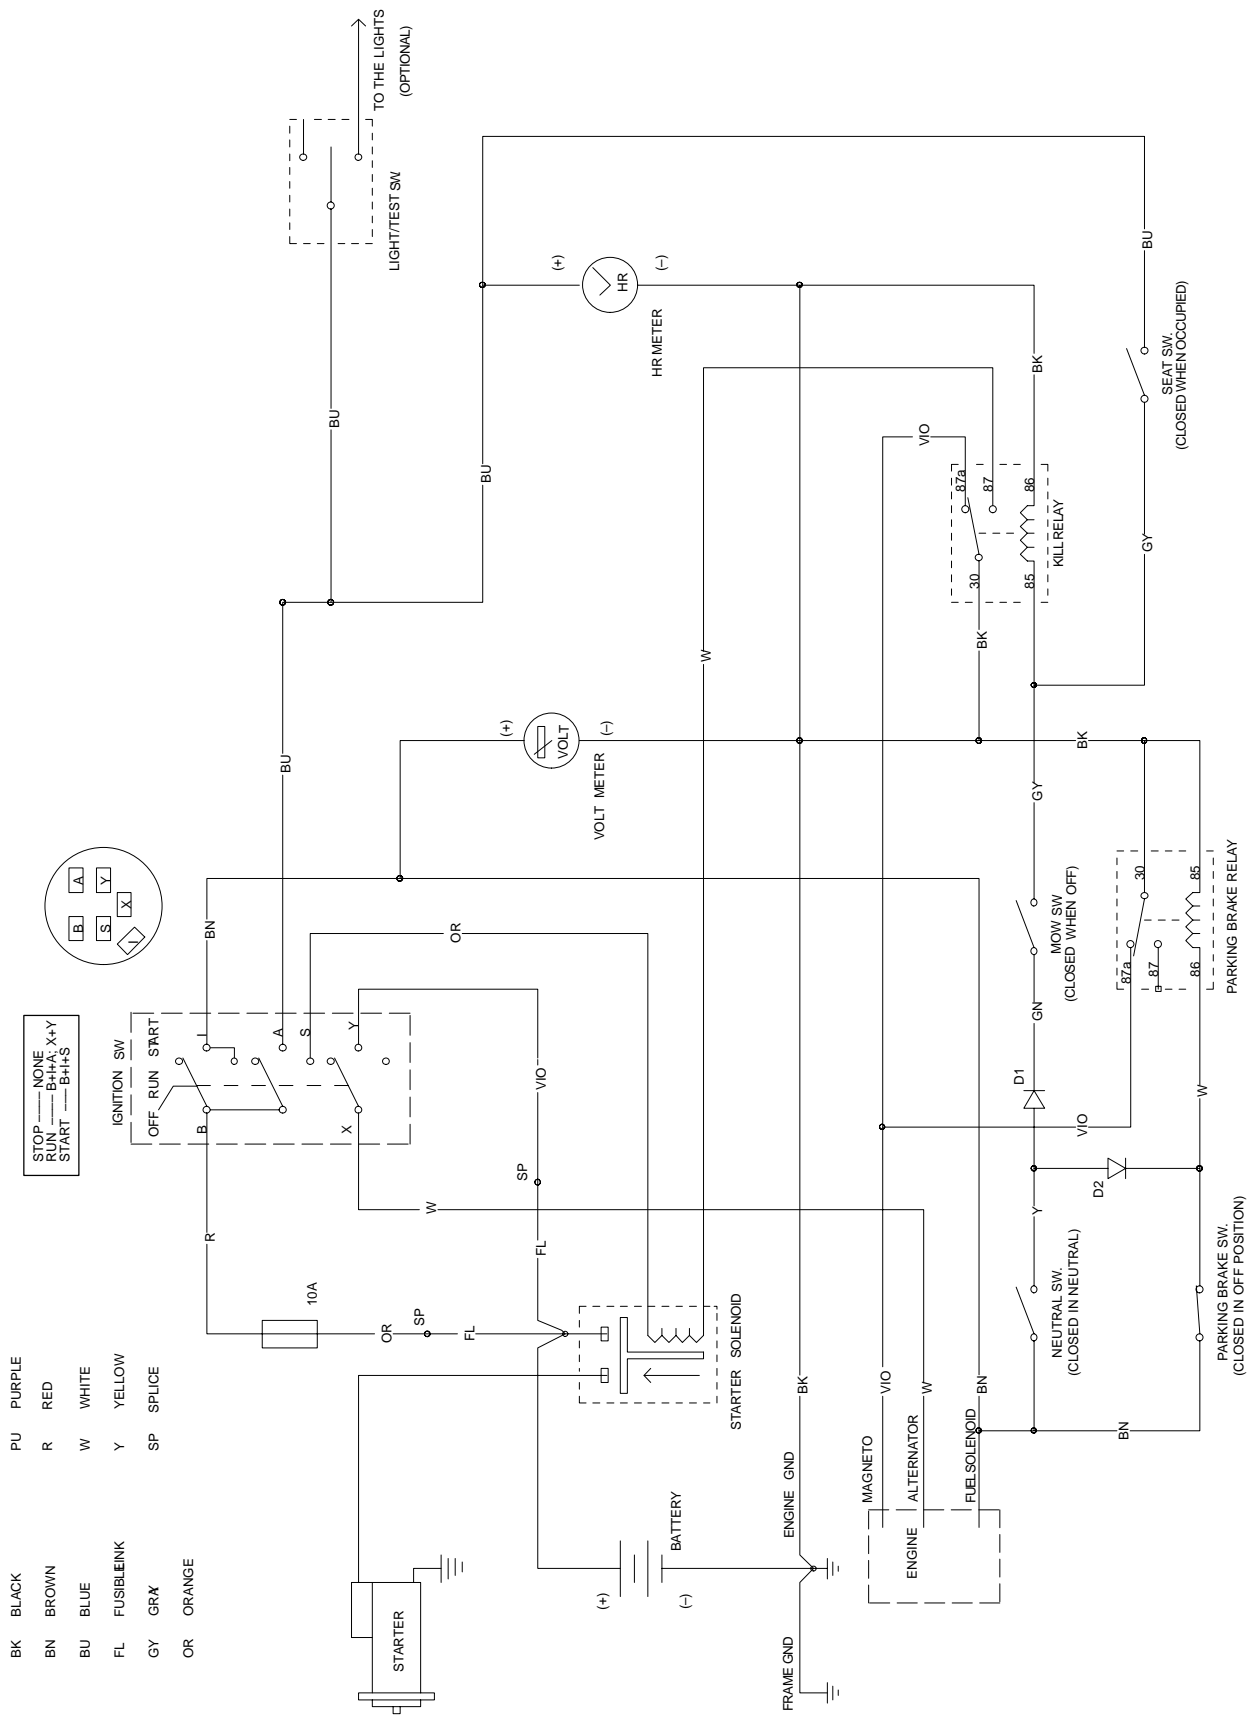 BK BLACK
BN BROWN
BU BLUE
FL FUSIBLELINK
GY GRAY
OR ORANGE
PU PURPLE
R RED
W WHITE
Y YELLOW
SP SPLICE
STOP ---- NONE
RUN ---- B+I+A; X+Y
START ---- B+I+S
B
A
S
Y
X
I
IGNITION SW
OFF RUN START
B
X
I
A
S
Y
BN
BU
OR
VIO
R
W
10A
OR
SP
FL
SP
FL
STARTER SOLENOID
STARTER
(+)
BATTERY
(–)
FRAME GND
ENGINE GND
BK
ENGINE
MAGNETO
ALTERNATOR
FUELSOLENOID
VIO
W
BN
BN
NEUTRAL SW.
(CLOSED IN NEUTRAL)
Y
PARKING BRAKE SW.
(CLOSED IN OFF POSITION)
D1
D2
VIO
W
GN
MOW SW
(CLOSED WHEN OFF)
GY
PARKING BRAKE RELAY
87a
87
86
30
85
BK
VOLT METER
VOLT
(+)
(–)
W
BK
30
85
87a
87
86
KILL RELAY
VIO
BK
GY
SEAT SW.
(CLOSED WHEN OCCUPIED)
BU
HR METER
HR
(+)
(–)
BU
BU
LIGHT/TEST SW.
TO THE LIGHTS
(OPTIONAL)